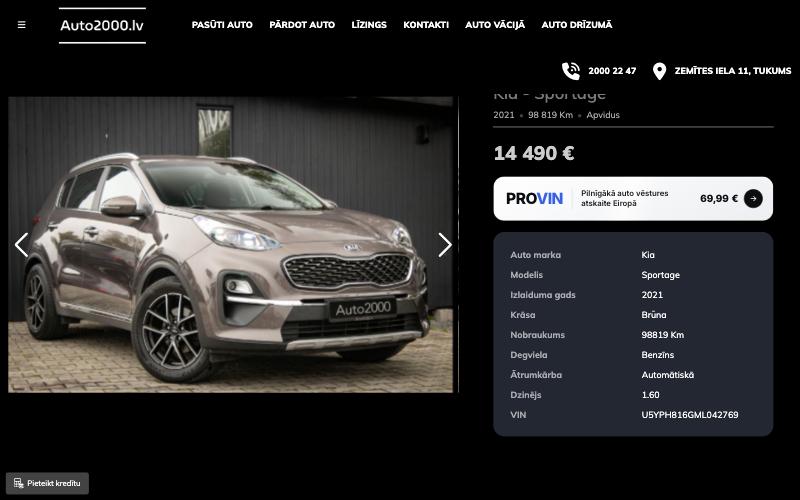 Auto2000.lv
PASŪTI AUTO
PĀRDOT AUTO
LĪZINGS
KONTAKTI
AUTO VĀCIJĀ
AUTO DRĪZUMĀ
2000 22 47
ZEMĪTES IELA 11, TUKUMS
Kia - Sportage
2021 • 98 819 Km • Apvidus
14 490 €
PROVIN
Pilnīgākā auto vēstures
atskaite Eiropā
69,99 €
Auto marka Kia
Modelis Sportage
Izlaiduma gads 2021
Krāsa Brūna
Nobraukums 98819 Km
Degviela Benzīns
Ātrumkārba Automātiskā
Dzinējs 1.60
VIN U5YPH816GML042769
KIA
Auto2000
Pieteikt kredītu